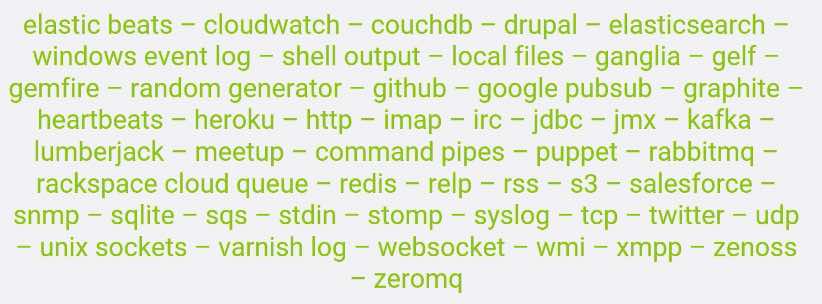 elastic beats – cloudwatch – couchdb – drupal – elasticsearch –
windows event log – shell output – local files – ganglia – gelf –
gemfire – random generator – github – google pubsub – graphite –
heartbeats – heroku – http – imap – irc – jdbc – jmx – kafka –
lumberjack – meetup – command pipes – puppet – rabbitmq –
rackspace cloud queue – redis – relp – rss – s3 – salesforce –
snmp – sqlite – sqs – stdin – stomp – syslog – tcp – twitter – udp
– unix sockets – varnish log – websocket – wmi – xmpp – zenoss
– zeromq